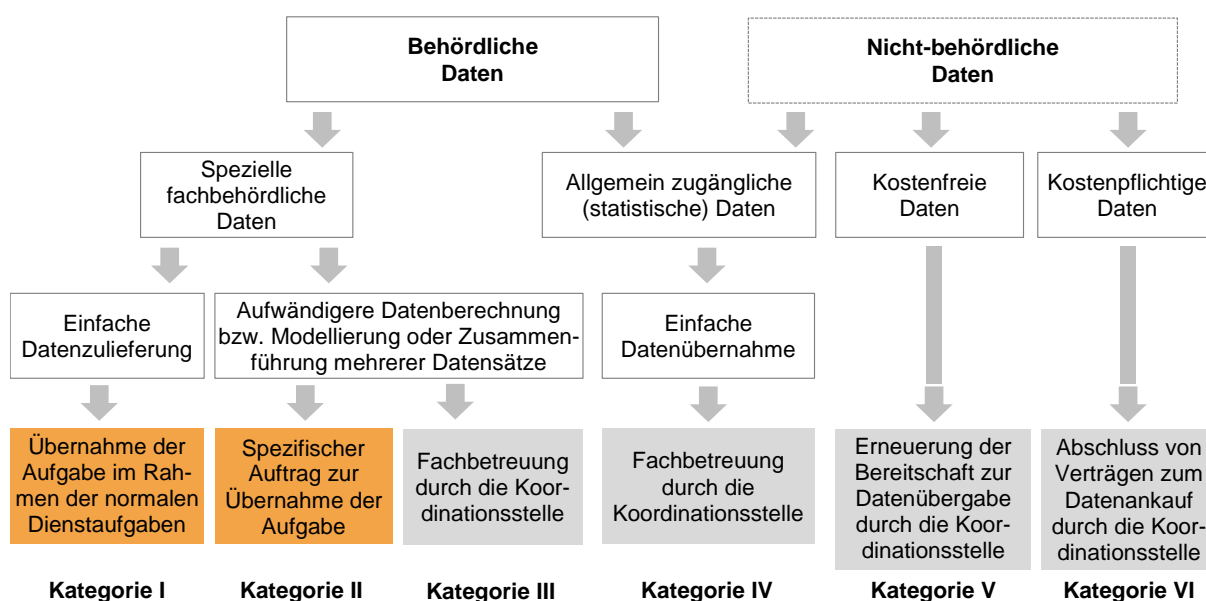 Behördliche
Daten
Nicht-behördliche
Daten
Spezielle
fachbehördliche
Daten
Allgemein zugängliche
(statistische) Daten
Kostenfreie
Daten
Kostenpflichtige
Daten
Einfache
Datenzulieferung
Aufwändigere Datenberechnung
bzw. Modellierung oder Zusammen-
führung mehrerer Datensätze
Einfache
Datenübernahme
Übernahme der
Aufgabe im Rah-
men der normalen
Dienstaufgaben
Spezifischer
Auftrag zur
Übernahme der
Aufgabe
Fachbetreuung
durch die Koor-
dinationsstelle
Fachbetreuung
durch die
Koordinationsstelle
Erneuerung der
Bereitschaft zur
Datenübergabe
durch die Koor-
dinationsstelle
Abschluss von
Verträgen zum
Datenankauf
durch die Koor-
dinationsstelle
Kategorie I
Kategorie II
Kategorie III
Kategorie IV
Kategorie V
Kategorie VI